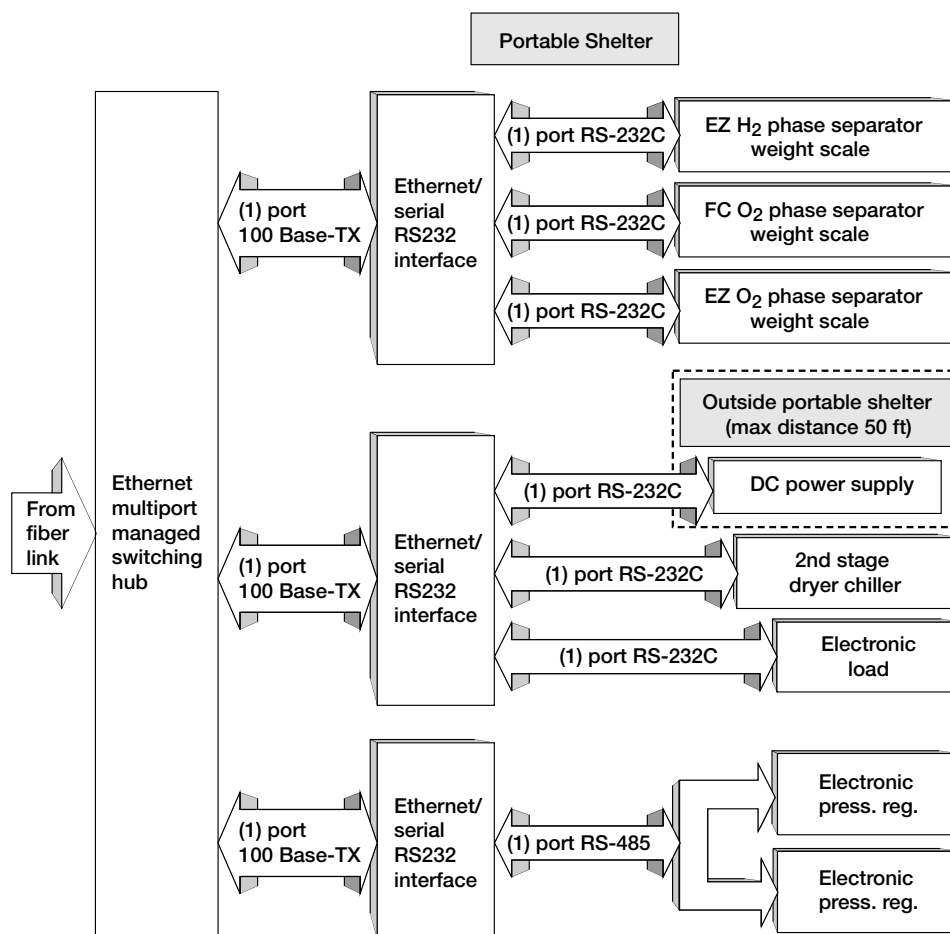 Portable Shelter
(1) port RS-232C
EZ H₂ phase separator
weight scale
(1) port
100 Base-TX
Ethernet/
serial
RS232
interface
(1) port RS-232C
FC O₂ phase separator
weight scale
(1) port RS-232C
EZ O₂ phase separator
weight scale
Outside portable shelter
(max distance 50 ft)
From
fiber
link
Ethernet
multiport
managed
switching
hub
(1) port
100 Base-TX
Ethernet/
serial
RS232
interface
(1) port RS-232C
DC power supply
(1) port RS-232C
2nd stage
dryer chiller
(1) port RS-232C
Electronic
load
(1) port
100 Base-TX
Ethernet/
serial
RS232
interface
(1) port RS-485
Electronic
press. reg.
Electronic
press. reg.